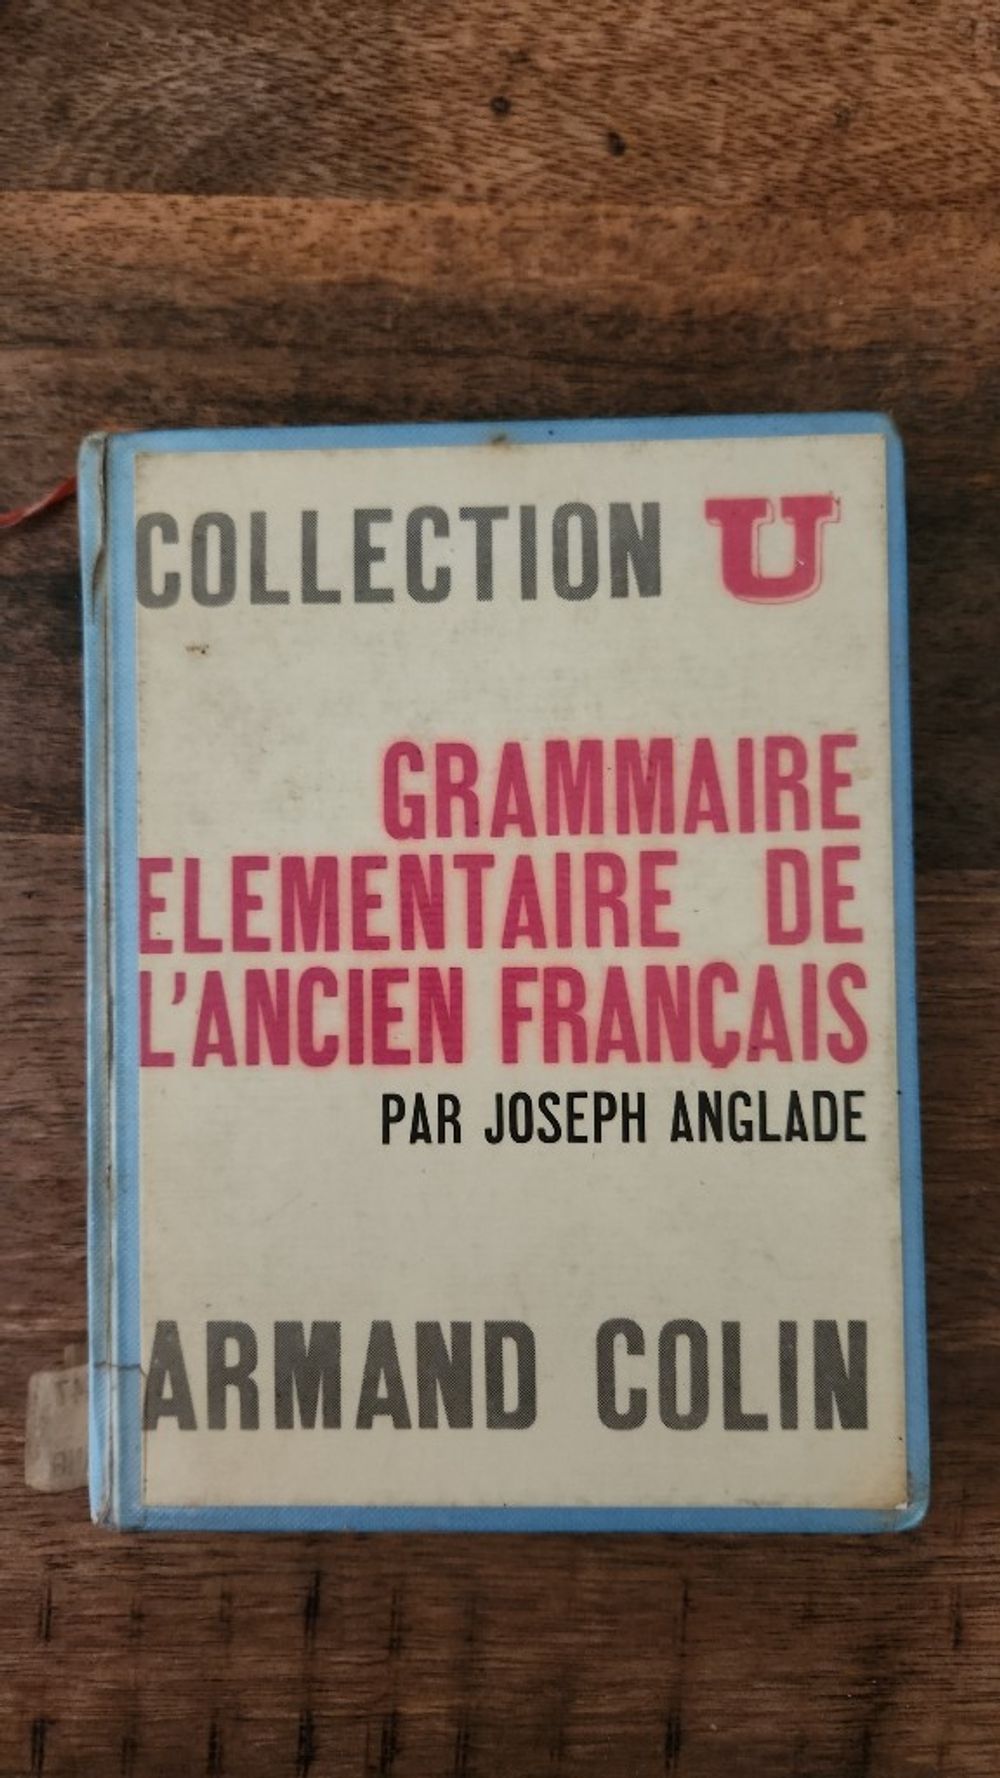 COLLECTION U
GRAMMAIRE
ELEMENTAIRE DE
L'ANCIEN FRANÇAIS
PAR JOSEPH ANGLADE
ARMAND COLIN